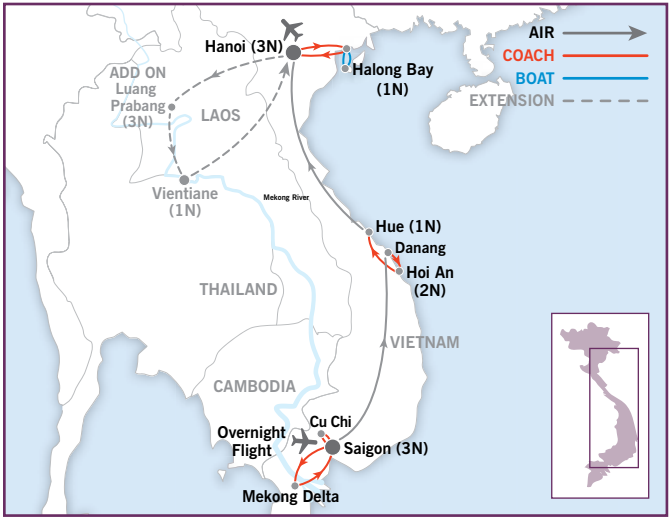 AIR
COACH
BOAT
EXTENSION
Hanoi (3N)
Halong Bay
(1N)
ADD ON
Luang
Prabang
(3N)
LAOS
Vientiane
(1N)
Mekong River
Hue (1N)
Danang
Hoi An
(2N)
THAILAND
VIETNAM
CAMBODIA
Cu Chi
Overnight
Flight
Saigon (3N)
Mekong Delta